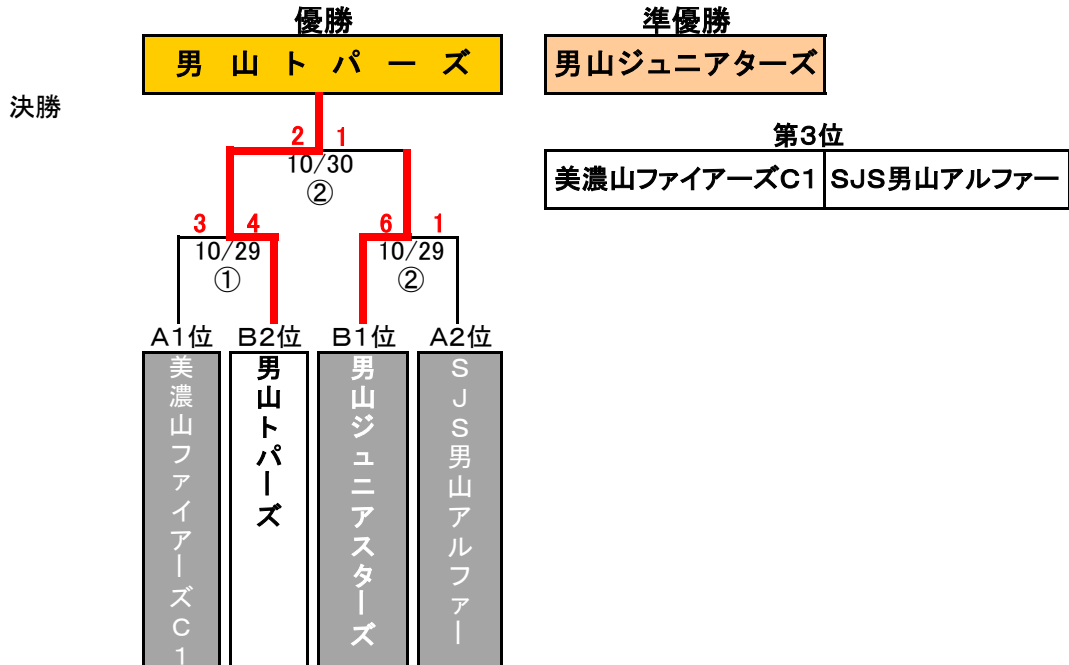 優勝
準優勝
男山トパーズ
男山ジュニアターズ
決勝
第3位
2 1
10/30
②
美濃山ファイアーズC1
SJS男山アルファー
3 4
6 1
10/29
10/29
①
②
A1位
B2位
B1位
A2位
美濃山ファイアーズC1
男山トパーズ
男山ジュニアスターズ
SJS男山アルファー